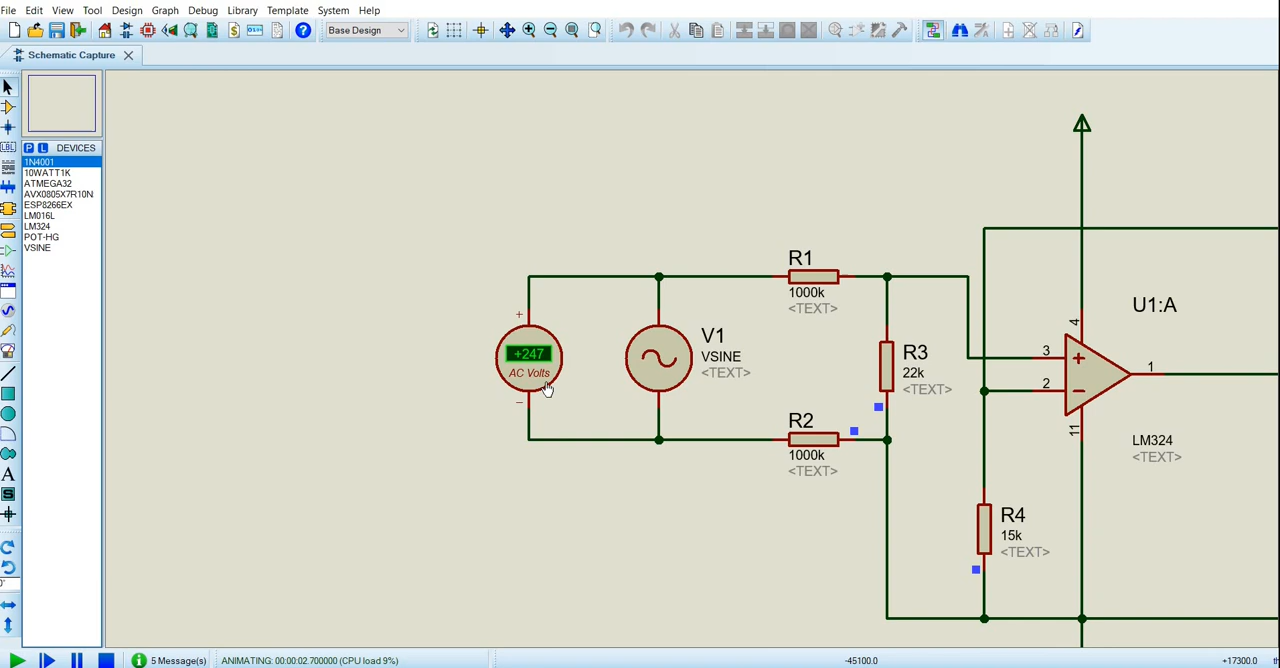 File Edit View Tool Design Graph Debug Library Template System Help
Base Design
Schematic Capture
P L DEVICES
1N4001
10WATT1K
ATMEGA32
AVX0805X7R10N
ESP8266EX
LM016L
LM324
POT-HG
VSINE
LBL
A
S
+
+247
AC Volts
−
V1
VSINE
<TEXT>
R1
1000k
<TEXT>
R2
1000k
<TEXT>
R3
22k
<TEXT>
R4
15k
<TEXT>
U1:A
4
3
2
1
11
LM324
<TEXT>
5 Message(s)
ANIMATING: 00:00:02.700000 (CPU load 9%)
-45100.0
+17300.0